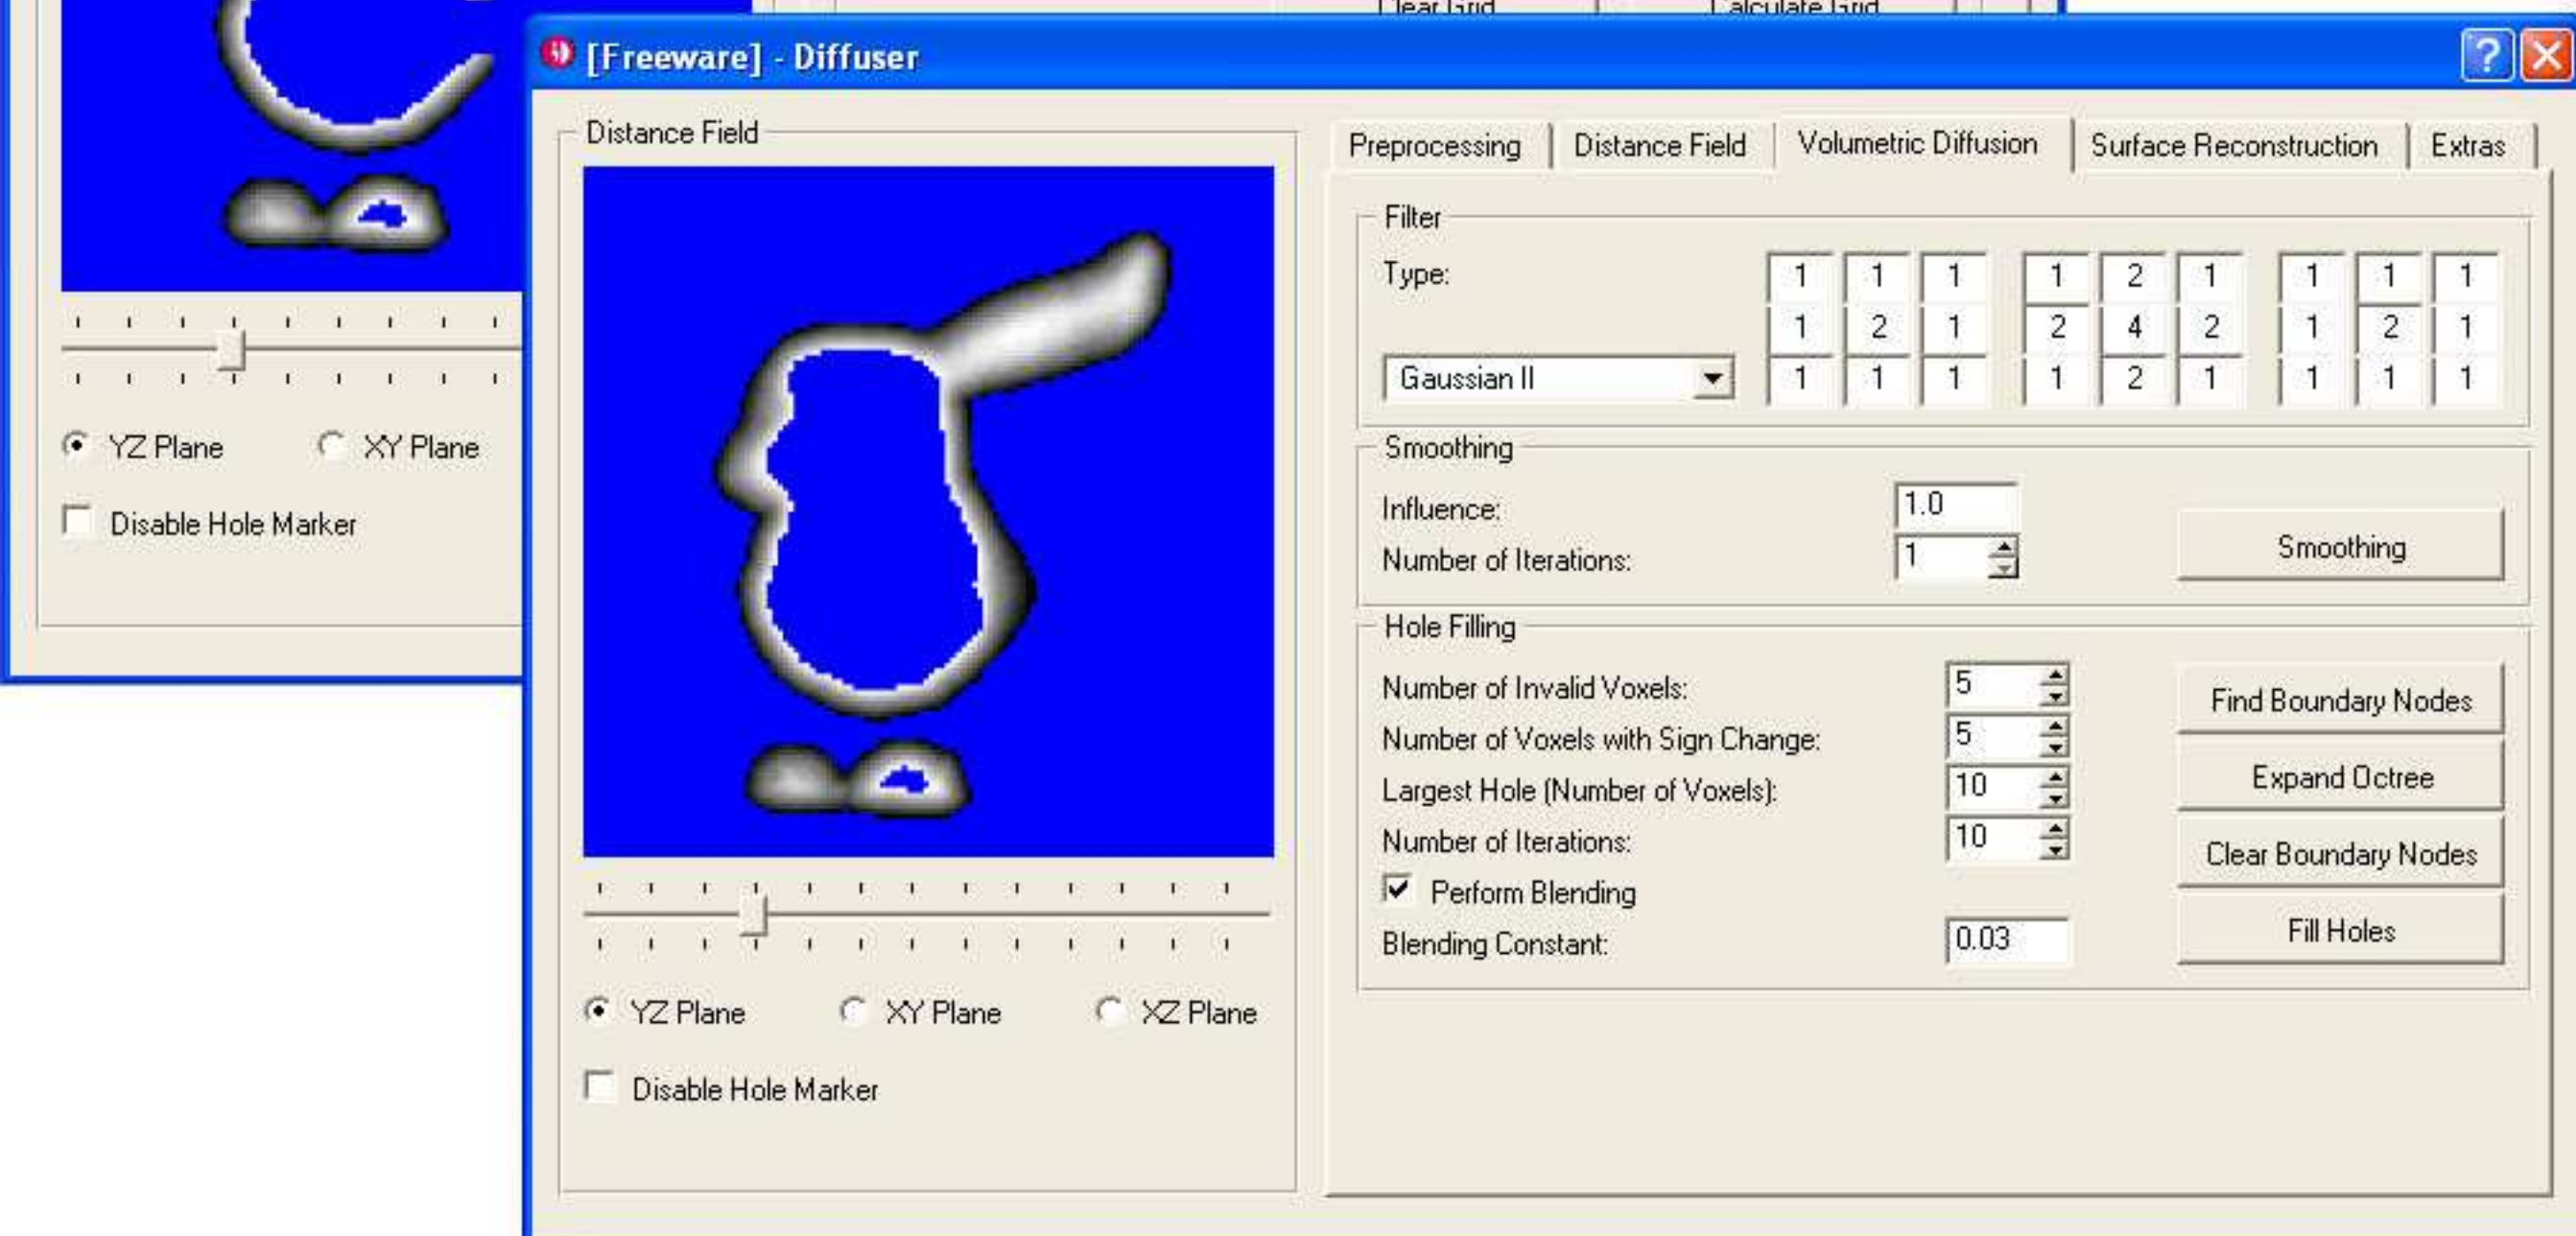 Clear Grid Calculate Grid
[Freeware] - Diffuser
YZ Plane XY Plane
Disable Hole Marker
Distance Field
YZ Plane XY Plane XZ Plane
Disable Hole Marker
Preprocessing Distance Field Volumetric Diffusion Surface Reconstruction Extras
Filter
Type:
1 1 1 1 2 1 1 1 1
1 2 1 2 4 2 1 2 1
Gaussian II 1 1 1 1 2 1 1 1 1
Smoothing
Influence: 1.0
Number of Iterations: 1 Smoothing
Hole Filling
Number of Invalid Voxels: 5 Find Boundary Nodes
Number of Voxels with Sign Change: 5
Expand Octree
Largest Hole (Number of Voxels): 10
Number of Iterations: 10 Clear Boundary Nodes
Perform Blending
Blending Constant: 0.03 Fill Holes